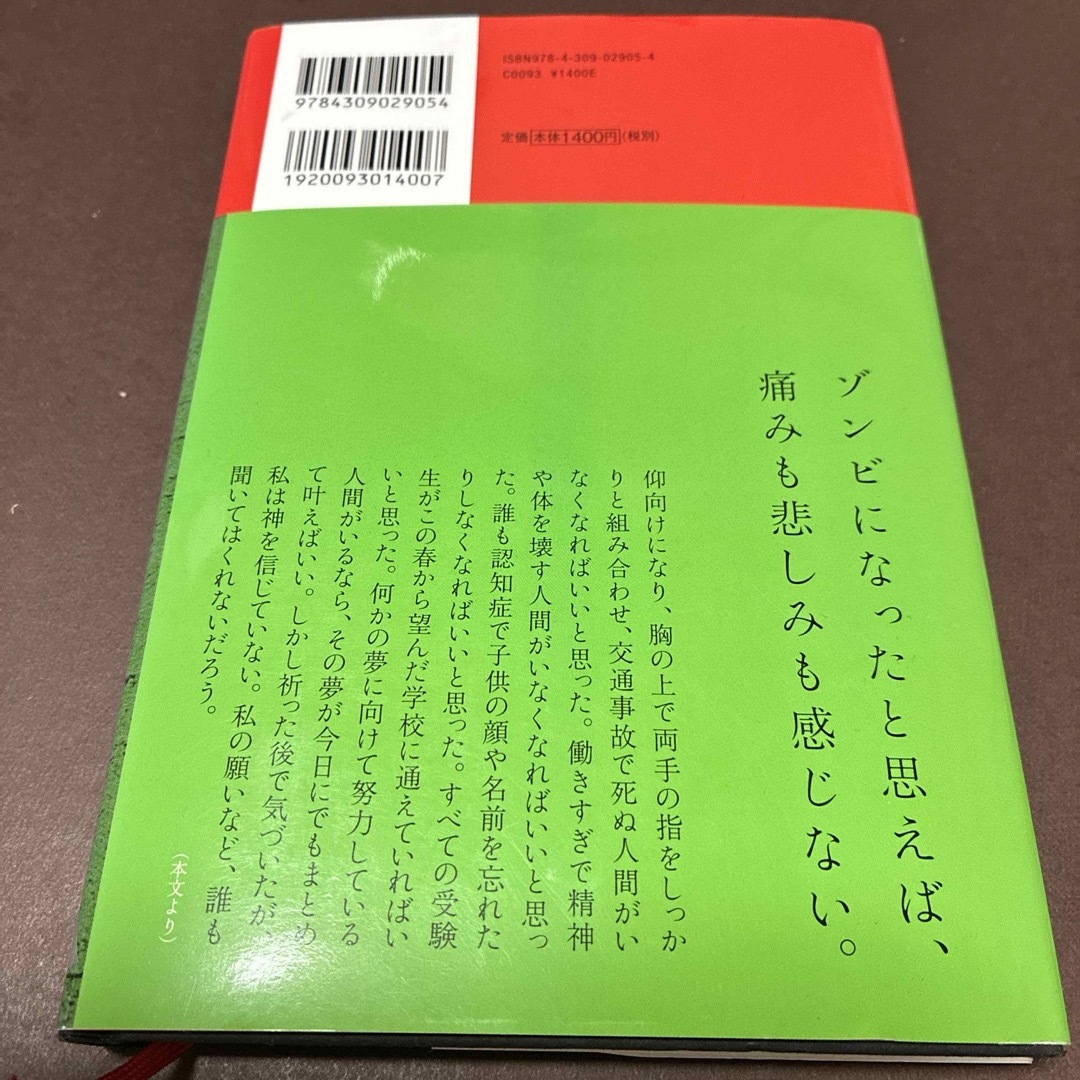 ISBN978-4-309-02905-4
C0093 ¥1400E
9784309029054
定価 本体1400円(税別)
1920093014007
ゾンビになったと思えば、
痛みも悲しみも感じない。
仰向けになり、胸の上で両手の指をしっか
りと組み合わせ、交通事故で死ぬ人間がい
なくなればいいと思った。働きすぎで精神
や体を壊す人間がいなくなればいいと思っ
た。誰も認知症で子供の顔や名前を忘れた
りしなくなればいいと思った。すべての受験
生がこの春から望んだ学校に通えていればい
いと思った。何かの夢に向けて努力している
人間がいるなら、その夢が今日にでもまとめ
て叶えばいい。しかし祈った後で気づいたが、
私は神を信じていない。私の願いなど、誰も
聞いてはくれないだろう。
(本文より)